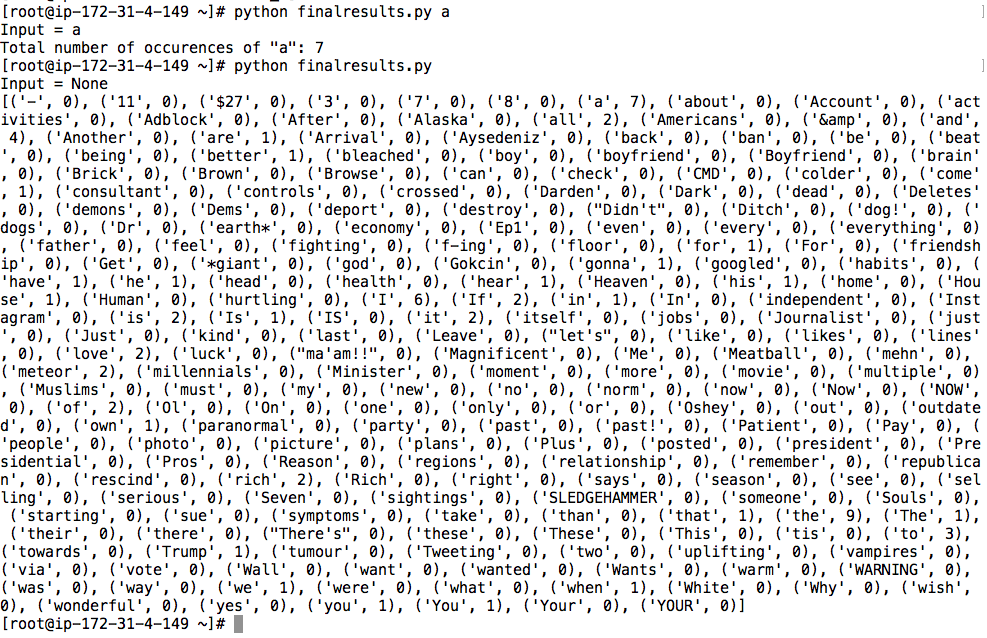 [root@ip-172-31-4-149 ~]# python finalresults.py a
Input = a
Total number of occurences of "a": 7
[root@ip-172-31-4-149 ~]# python finalresults.py
Input = None
[('-', 0), ('11', 0), ('$27', 0), ('3', 0), ('7', 0), ('8', 0), ('a', 7), ('about', 0), ('Account', 0), ('act
ivities', 0), ('Adblock', 0), ('After', 0), ('Alaska', 0), ('all', 2), ('Americans', 0), ('&amp', 0), ('and',
 4), ('Another', 0), ('are', 1), ('Arrival', 0), ('Aysedeniz', 0), ('back', 0), ('ban', 0), ('be', 0), ('beat
', 0), ('being', 0), ('better', 1), ('bleached', 0), ('boy', 0), ('boyfriend', 0), ('Boyfriend', 0), ('brain'
, 0), ('Brick', 0), ('Brown', 0), ('Browse', 0), ('can', 0), ('check', 0), ('CMD', 0), ('colder', 0), ('come'
, 1), ('consultant', 0), ('controls', 0), ('crossed', 0), ('Darden', 0), ('Dark', 0), ('dead', 0), ('Deletes'
, 0), ('demons', 0), ('Dems', 0), ('deport', 0), ('destroy', 0), ("Didn't", 0), ('Ditch', 0), ('dog!', 0), ('
dogs', 0), ('Dr', 0), ('earth*', 0), ('economy', 0), ('Ep1', 0), ('even', 0), ('every', 0), ('everything', 0)
, ('father', 0), ('feel', 0), ('fighting', 0), ('f-ing', 0), ('floor', 0), ('for', 1), ('For', 0), ('friendsh
ip', 0), ('Get', 0), ('*giant', 0), ('god', 0), ('Gokcin', 0), ('gonna', 1), ('googled', 0), ('habits', 0), (
'have', 1), ('he', 1), ('head', 0), ('health', 0), ('hear', 1), ('Heaven', 0), ('his', 1), ('home', 0), ('Hou
se', 1), ('Human', 0), ('hurtling', 0), ('I', 6), ('If', 2), ('in', 1), ('In', 0), ('independent', 0), ('Inst
agram', 0), ('is', 2), ('Is', 1), ('IS', 0), ('it', 2), ('itself', 0), ('jobs', 0), ('Journalist', 0), ('just
', 0), ('Just', 0), ('kind', 0), ('last', 0), ('Leave', 0), ("let's", 0), ('like', 0), ('likes', 0), ('lines'
, 0), ('love', 2), ('luck', 0), ("ma'am!!", 0), ('Magnificent', 0), ('Me', 0), ('Meatball', 0), ('mehn', 0),
('meteor', 2), ('millennials', 0), ('Minister', 0), ('moment', 0), ('more', 0), ('movie', 0), ('multiple', 0)
, ('Muslims', 0), ('must', 0), ('my', 0), ('new', 0), ('no', 0), ('norm', 0), ('now', 0), ('Now', 0), ('NOW',
 0), ('of', 2), ('Ol', 0), ('On', 0), ('one', 0), ('only', 0), ('or', 0), ('Oshey', 0), ('out', 0), ('outdate
d', 0), ('own', 1), ('paranormal', 0), ('party', 0), ('past', 0), ('past!', 0), ('Patient', 0), ('Pay', 0), (
'people', 0), ('photo', 0), ('picture', 0), ('plans', 0), ('Plus', 0), ('posted', 0), ('president', 0), ('Pre
sidential', 0), ('Pros', 0), ('Reason', 0), ('regions', 0), ('relationship', 0), ('remember', 0), ('republica
n', 0), ('rescind', 0), ('rich', 2), ('Rich', 0), ('right', 0), ('says', 0), ('season', 0), ('see', 0), ('sel
ling', 0), ('serious', 0), ('Seven', 0), ('sightings', 0), ('SLEDGEHAMMER', 0), ('someone', 0), ('Souls', 0),
 ('starting', 0), ('sue', 0), ('symptoms', 0), ('take', 0), ('than', 0), ('that', 1), ('the', 9), ('The', 1),
 ('their', 0), ('there', 0), ("There's", 0), ('these', 0), ('These', 0), ('This', 0), ('tis', 0), ('to', 3),
('towards', 0), ('Trump', 1), ('tumour', 0), ('Tweeting', 0), ('two', 0), ('uplifting', 0), ('vampires', 0),
('via', 0), ('vote', 0), ('Wall', 0), ('want', 0), ('wanted', 0), ('Wants', 0), ('warm', 0), ('WARNING', 0),
('was', 0), ('way', 0), ('we', 1), ('were', 0), ('what', 0), ('when', 1), ('White', 0), ('Why', 0), ('wish',
0), ('wonderful', 0), ('yes', 0), ('you', 1), ('You', 1), ('Your', 0), ('YOUR', 0)]
[root@ip-172-31-4-149 ~]#